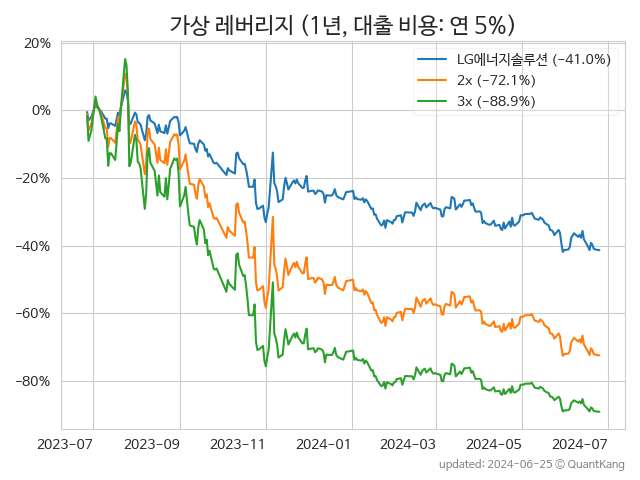 가상 레버리지 (1년, 대출 비용: 연 5%)
LG에너지솔루션 (−41.0%)
2x (−72.1%)
3x (−88.9%)
20%
0%
−20%
−40%
−60%
−80%
2023-07 2023-09 2023-11 2024-01 2024-03 2024-05 2024-07
updated: 2024-06-25 © QuantKang